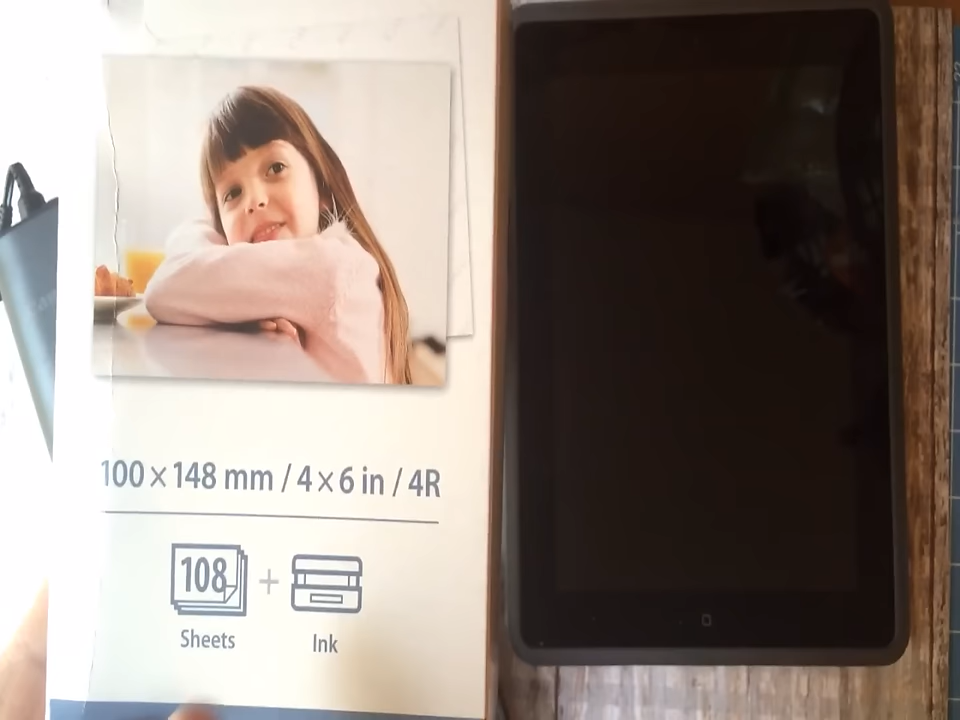 100 × 148 mm / 4 × 6 in / 4R
108
+
Sheets
Ink